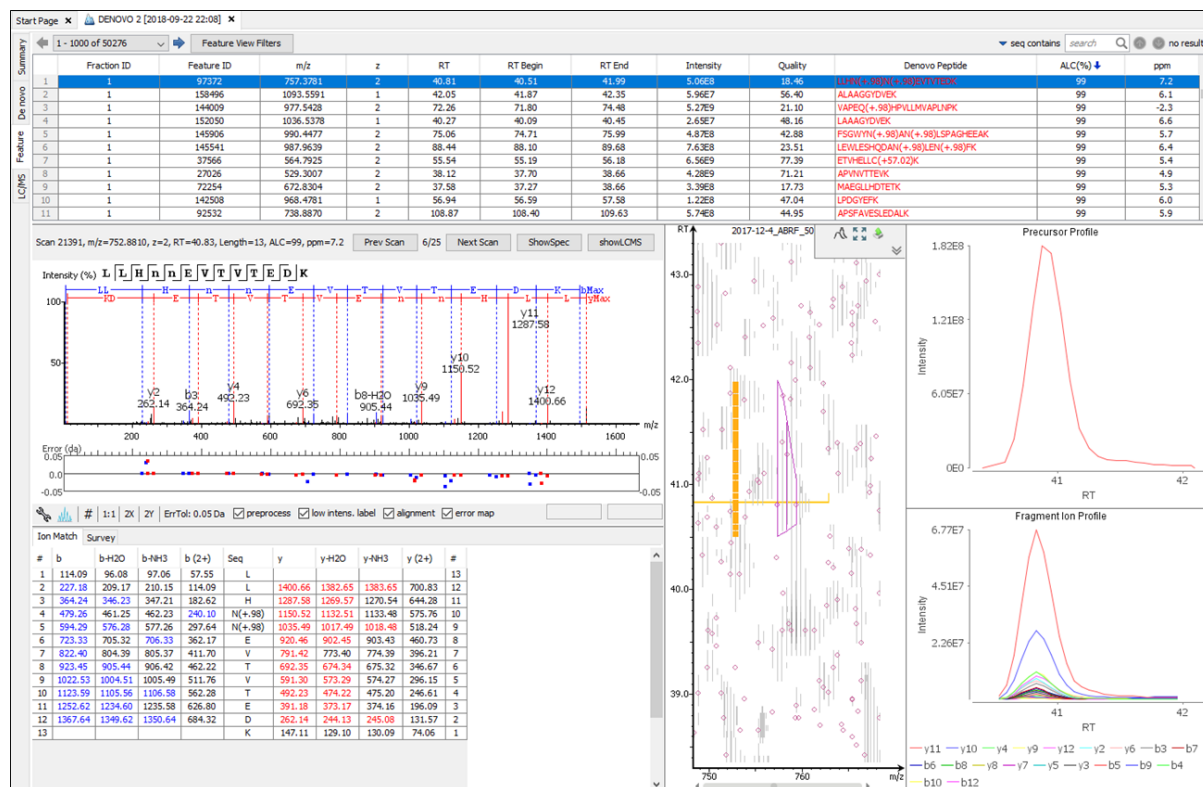 Start Page
DENOVO 2 [2018-09-22 22:08]
Summary
De novo
Feature
LC/MS
1 - 1000 of 50276
Feature View Filters
seq contains
search
no result
Fraction ID Feature ID m/z z RT RT Begin RT End Intensity Quality Denovo Peptide ALC(%) ppm
1 1 97372 757.3781 2 40.81 40.51 41.99 5.06E8 18.46 LLHN(+.98)N(+.98)EVTVTEDK 99 7.2
2 1 158496 1093.5591 1 42.05 41.87 42.35 5.96E7 56.40 ALAAGGYDVEK 99 6.1
3 1 144009 977.5428 2 72.26 71.80 74.48 5.27E9 21.10 VAPEQ(+.98)HPVLLMVAPLNPK 99 -2.3
4 1 152050 1036.5378 1 40.27 40.09 40.45 2.65E7 48.16 LAAAGYDVEK 99 6.6
5 1 145906 990.4477 2 75.06 74.71 75.99 4.87E8 42.88 FSGWYN(+.98)AN(+.98)LSPAGHEEAK 99 5.7
6 1 145541 987.9639 2 88.44 88.10 89.68 7.63E8 23.51 LEWLESHQDAN(+.98)LEN(+.98)FK 99 6.4
7 1 37566 564.7925 2 55.54 55.19 56.18 6.56E9 77.39 ETVHELLC(+57.02)K 99 5.4
8 1 27026 529.3007 2 38.12 37.70 38.66 4.28E9 71.21 APVNVTTEVK 99 4.9
9 1 72254 672.8304 2 37.58 37.27 38.66 3.39E8 17.73 MAEGLLHDTETK 99 5.3
10 1 142508 968.4781 1 56.94 56.59 57.58 1.22E8 47.04 LPDGYEFK 99 6.0
11 1 92532 738.8870 2 108.87 108.40 109.63 5.74E8 44.95 APSFAVESLEDALK 99 5.9
Scan 21391, m/z=752.8810, z=2, RT=40.83, Length=13, ALC=99, ppm=7.2
Prev Scan
6/25
Next Scan
ShowSpec
showLCMS
Intensity (%)
L L H n n E V T V T E D K
LL H n n E V T V T E D K bMax
KD E T V T V E n n H L L yMax
100
50
y11
1287.58
y10
1150.52
y2
262.14
b3
364.24
y4
492.23
y6
692.35
b8-H2O
905.44
y9
1035.49
y12
1400.66
200 400 600 800 1000 1200 1400 1600 m/z
Error (da)
0.05 0.05
0.0 0.0
-0.05 -0.05
# 1:1 2X 2Y ErrTol: 0.05 Da preprocess low intens. label alignment error map
Ion Match
Survey
# b b-H2O b-NH3 b (2+) Seq y y-H2O y-NH3 y (2+) #
1 114.09 96.08 97.06 57.55 L 13
2 227.18 209.17 210.15 114.09 L 1400.66 1382.65 1383.65 700.83 12
3 364.24 346.23 347.21 182.62 H 1287.58 1269.57 1270.54 644.28 11
4 479.26 461.25 462.23 240.10 N(+.98) 1150.52 1132.51 1133.48 575.76 10
5 594.29 576.28 577.26 297.64 N(+.98) 1035.49 1017.49 1018.48 518.24 9
6 723.33 705.32 706.33 362.17 E 920.46 902.45 903.43 460.73 8
7 822.40 804.39 805.37 411.70 V 791.42 773.40 774.39 396.21 7
8 923.45 905.44 906.42 462.22 T 692.35 674.34 675.32 346.67 6
9 1022.53 1004.51 1005.49 511.76 V 591.30 573.29 574.27 296.15 5
10 1123.59 1105.56 1106.58 562.28 T 492.23 474.22 475.20 246.61 4
11 1252.62 1234.60 1235.58 626.80 E 391.18 373.17 374.16 196.09 3
12 1367.64 1349.62 1350.64 684.32 D 262.14 244.13 245.08 131.57 2
13 K 147.11 129.10 130.09 74.06 1
RT
2017-12-4_ABRF_50
43.0
42.0
41.0
40.0
39.0
750 760 m/z
Precursor Profile
Intensity
1.82E8
1.21E8
6.05E7
0E0
41 42
RT
Fragment Ion Profile
Intensity
6.77E7
4.51E7
2.26E7
41 42
RT
y11 y10 y4 y9 y12 y2 y6 b3 b7
b6 b8 y8 y7 y5 y3 b5 b9 b4
b10 b12